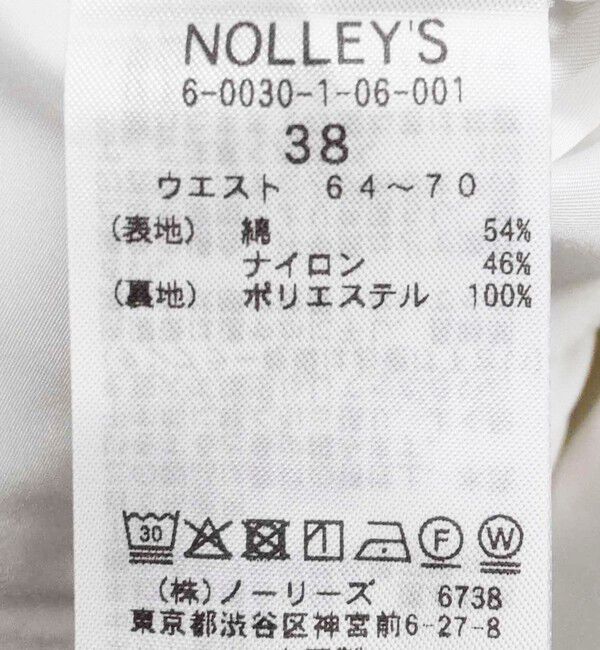 NOLLEY'S
6-0030-1-06-001
38
ウエスト 64～70
(表地) 綿 54%
ナイロン 46%
(裏地) ポリエステル 100%
30 F W
(株)ノーリーズ 6738
東京都渋谷区神宮前6-27-8